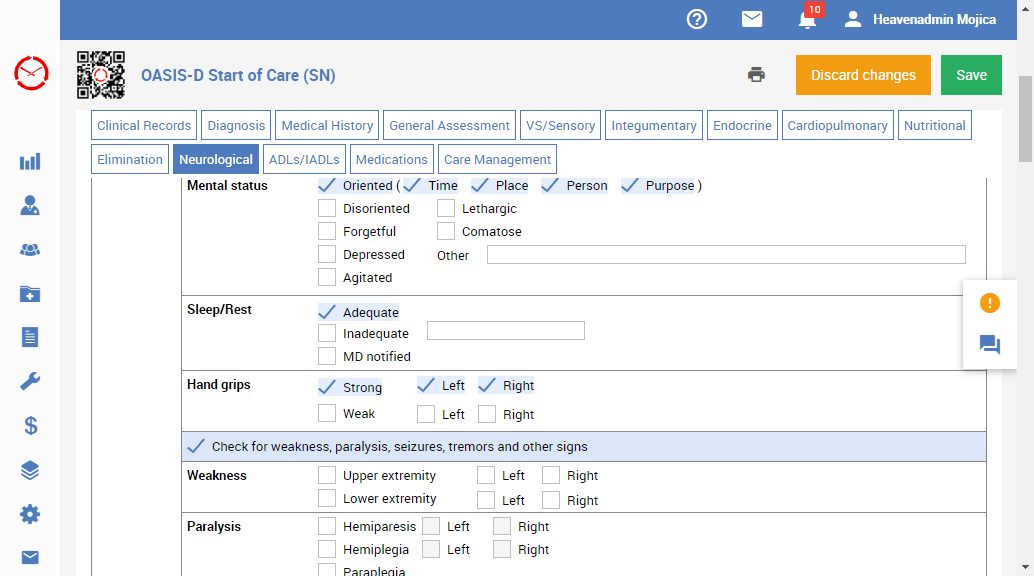 10
Heavenadmin Mojica
OASIS-D Start of Care (SN)
Discard changes
Save
Clinical Records Diagnosis Medical History General Assessment VS/Sensory Integumentary Endocrine Cardiopulmonary Nutritional
Elimination Neurological ADLs/IADLs Medications Care Management
Mental status Oriented ( Time Place Person Purpose )
Disoriented Lethargic
Forgetful Comatose
Depressed Other
Agitated
Sleep/Rest Adequate
Inadequate
MD notified
Hand grips Strong Left Right
Weak Left Right
Check for weakness, paralysis, seizures, tremors and other signs
Weakness Upper extremity Left Right
Lower extremity Left Right
Paralysis Hemiparesis Left Right
Hemiplegia Left Right
Paraplegia